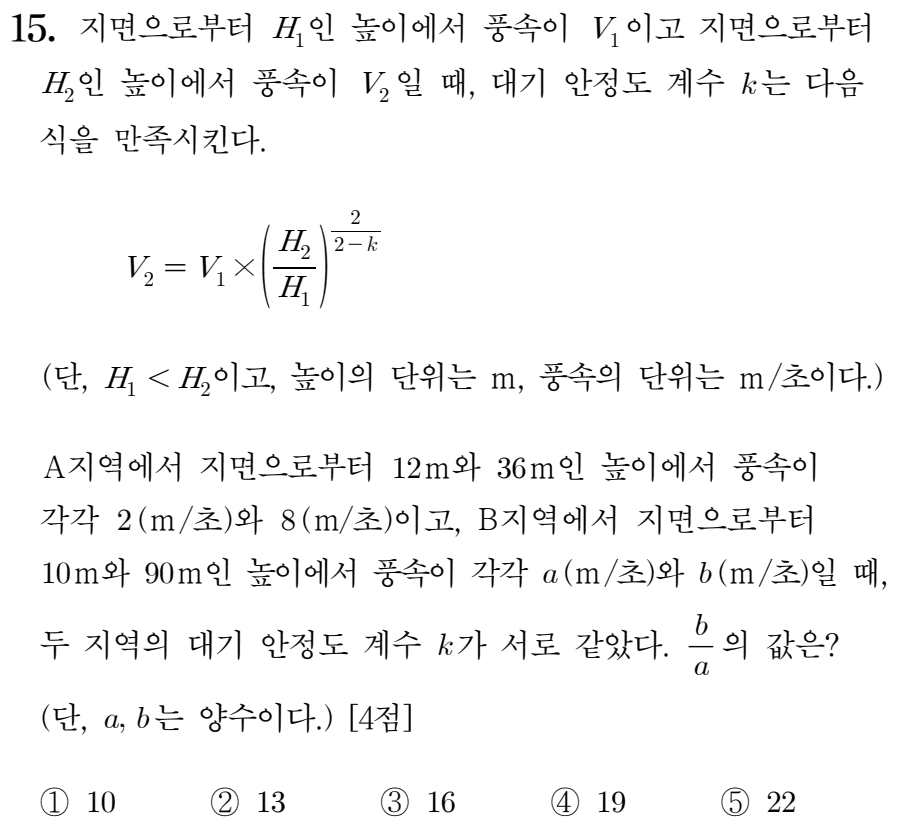 15. 지면으로부터 H₁인 높이에서 풍속이 V₁이고 지면으로부터
H₂인 높이에서 풍속이 V₂일 때, 대기 안정도 계수 k는 다음
식을 만족시킨다.
V₂ = V₁ × (H₂/H₁)^(2/(2−k))
(단, H₁ < H₂이고, 높이의 단위는 m, 풍속의 단위는 m/초이다.)
A지역에서 지면으로부터 12m와 36m인 높이에서 풍속이
각각 2(m/초)와 8(m/초)이고, B지역에서 지면으로부터
10m와 90m인 높이에서 풍속이 각각 a(m/초)와 b(m/초)일 때,
두 지역의 대기 안정도 계수 k가 서로 같았다. b/a의 값은?
(단, a, b는 양수이다.) [4점]
① 10 ② 13 ③ 16 ④ 19 ⑤ 22